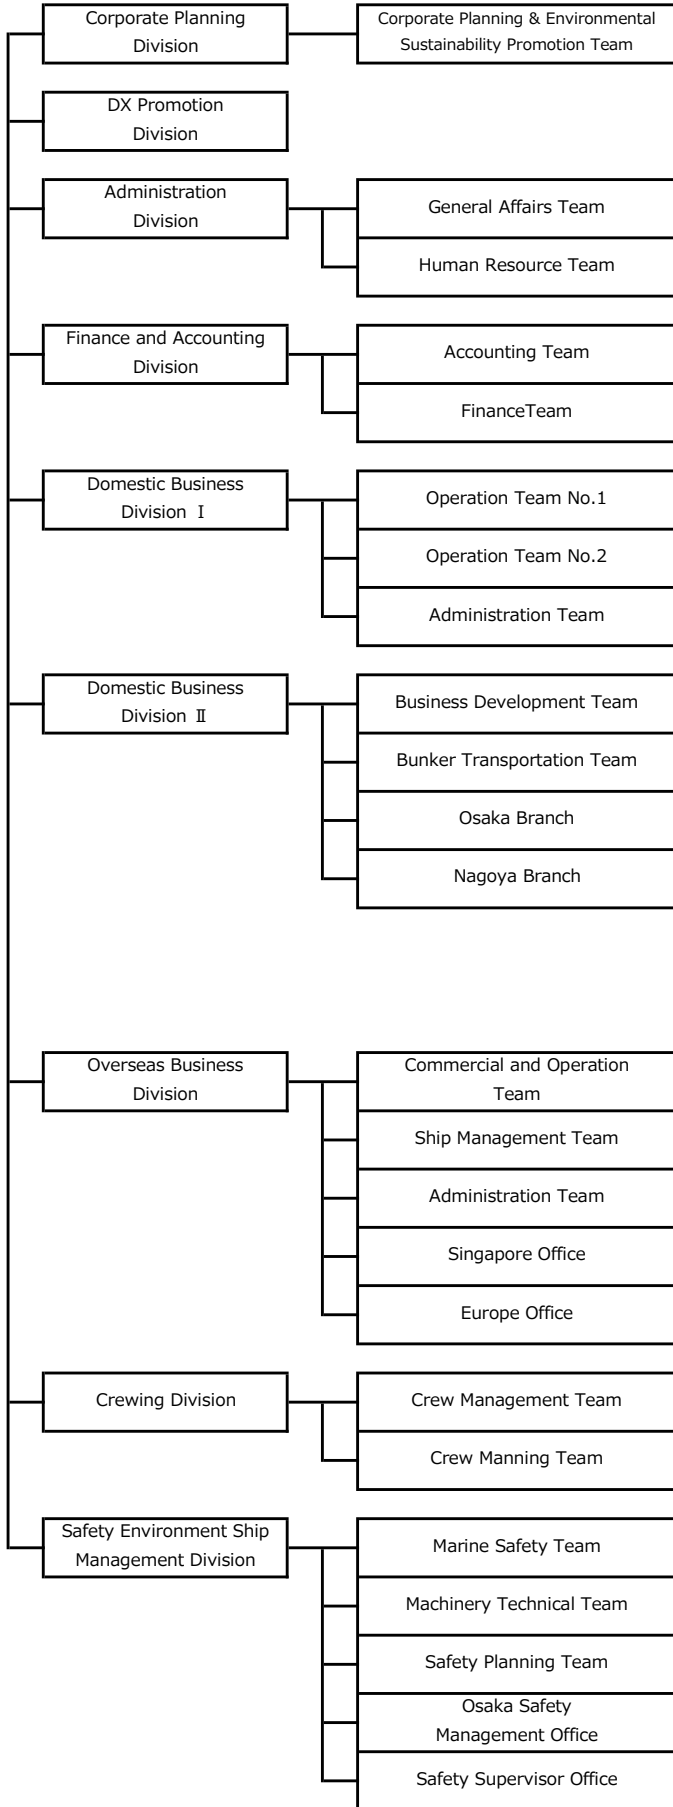 Corporate Planning
Division
Corporate Planning & Environmental
Sustainability Promotion Team
DX Promotion
Division
Administration
Division
General Affairs Team
Human Resource Team
Finance and Accounting
Division
Accounting Team
FinanceTeam
Domestic Business
Division Ⅰ
Operation Team No.1
Operation Team No.2
Administration Team
Domestic Business
Division Ⅱ
Business Development Team
Bunker Transportation Team
Osaka Branch
Nagoya Branch
Overseas Business
Division
Commercial and Operation
Team
Ship Management Team
Administration Team
Singapore Office
Europe Office
Crewing Division
Crew Management Team
Crew Manning Team
Safety Environment Ship
Management Division
Marine Safety Team
Machinery Technical Team
Safety Planning Team
Osaka Safety
Management Office
Safety Supervisor Office